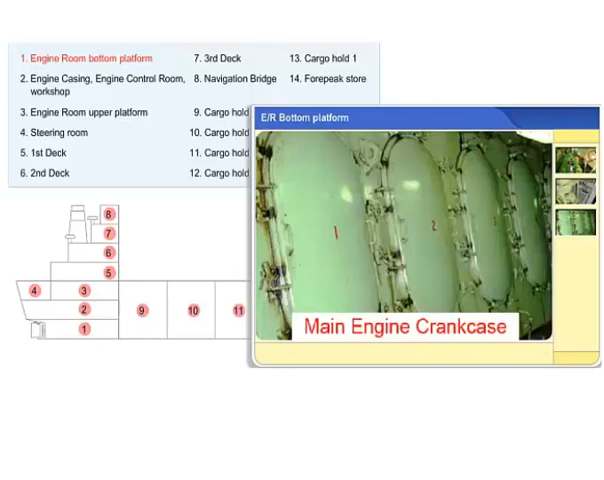 1. Engine Room bottom platform
2. Engine Casing, Engine Control Room,
workshop
3. Engine Room upper platform
4. Steering room
5. 1st Deck
6. 2nd Deck
7. 3rd Deck
8. Navigation Bridge
9. Cargo hold
10. Cargo hold
11. Cargo hold
12. Cargo hold
13. Cargo hold 1
14. Forepeak store
E/R Bottom platform
1 2 3
Main Engine Crankcase
8
7
6
5
4 3
2
9 10 11
1